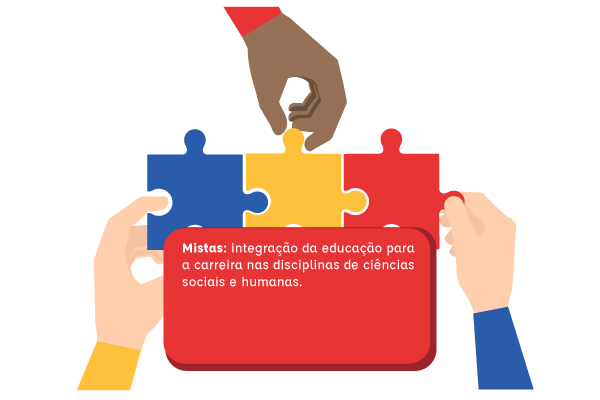 Mistas: integração da educação para
a carreira nas disciplinas de ciências
sociais e humanas.